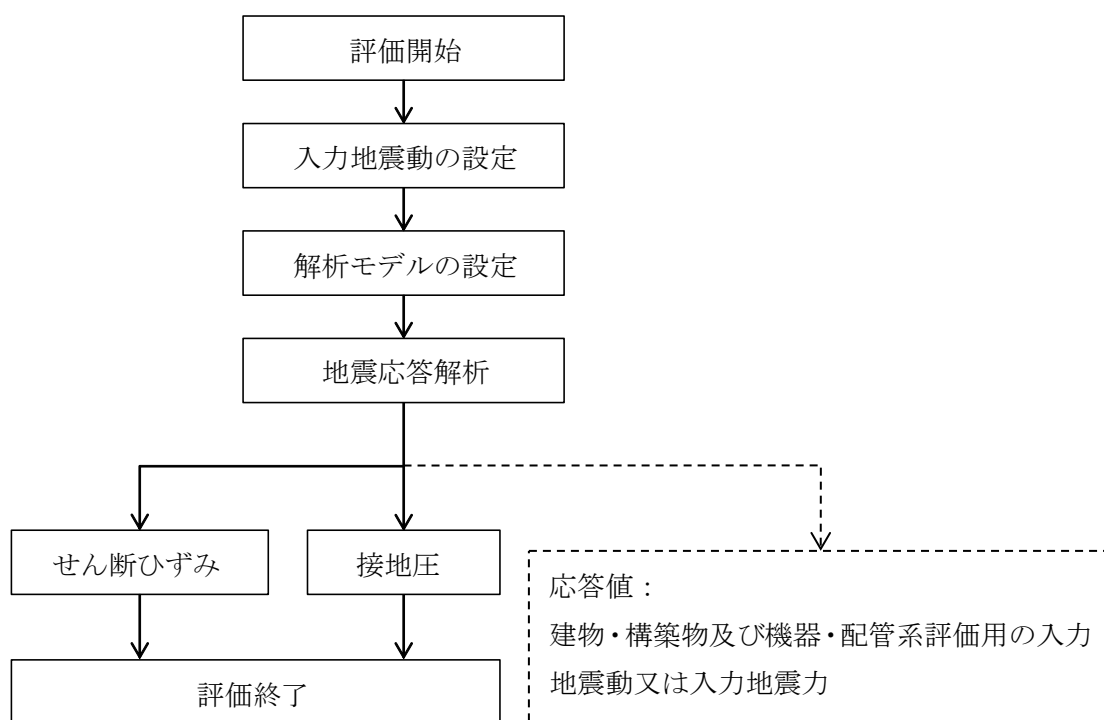 評価開始
入力地震動の設定
解析モデルの設定
地震応答解析
せん断ひずみ
接地圧
応答値：
建物・構築物及び機器・配管系評価用の入力
地震動又は入力地震力
評価終了